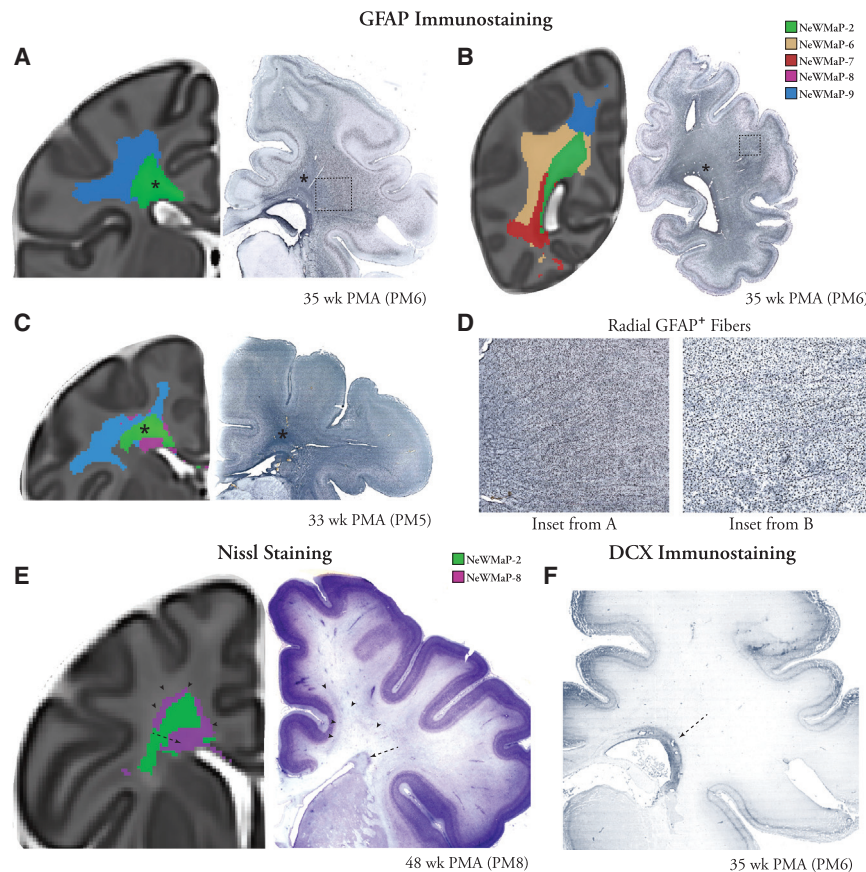 GFAP Immunostaining
A
B
NeWMaP-2
NeWMaP-6
NeWMaP-7
NeWMaP-8
NeWMaP-9
*
*
*
35 wk PMA (PM6)
35 wk PMA (PM6)
C
D
Radial GFAP+ Fibers
*
*
33 wk PMA (PM5)
Inset from A
Inset from B
Nissl Staining
DCX Immunostaining
E
NeWMaP-2
NeWMaP-8
F
48 wk PMA (PM8)
35 wk PMA (PM6)